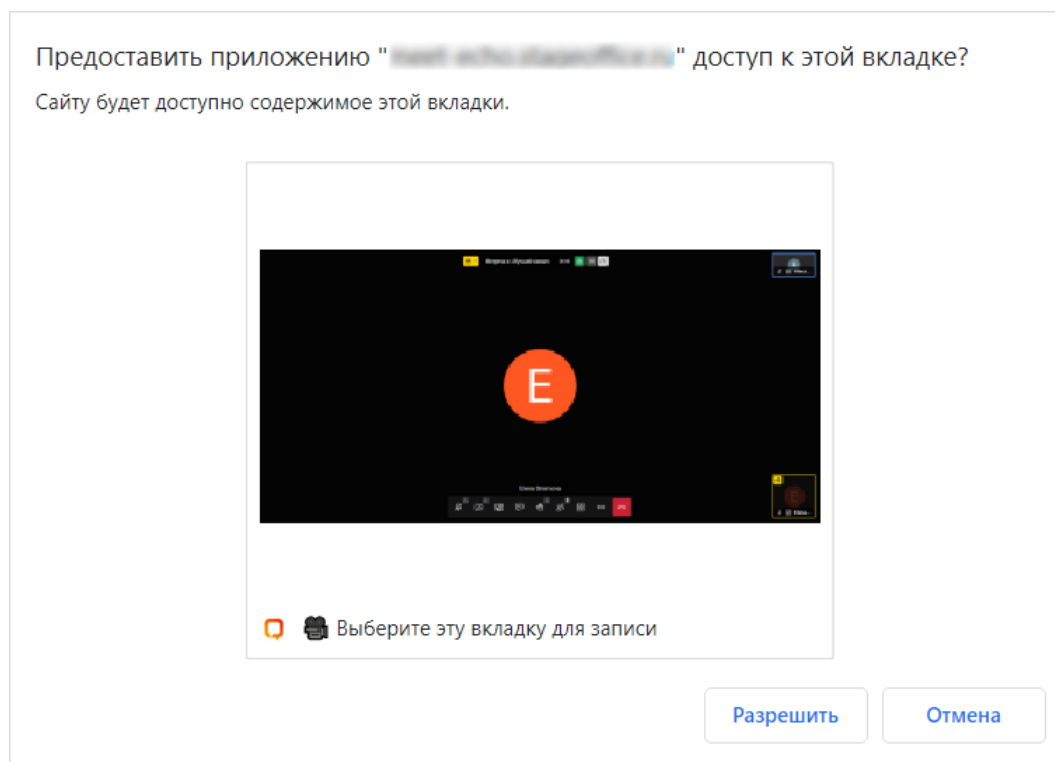 Предоставить приложению "" доступ к этой вкладке?
Сайту будет доступно содержимое этой вкладки.
E
E
Выберите эту вкладку для записи
Разрешить
Отмена